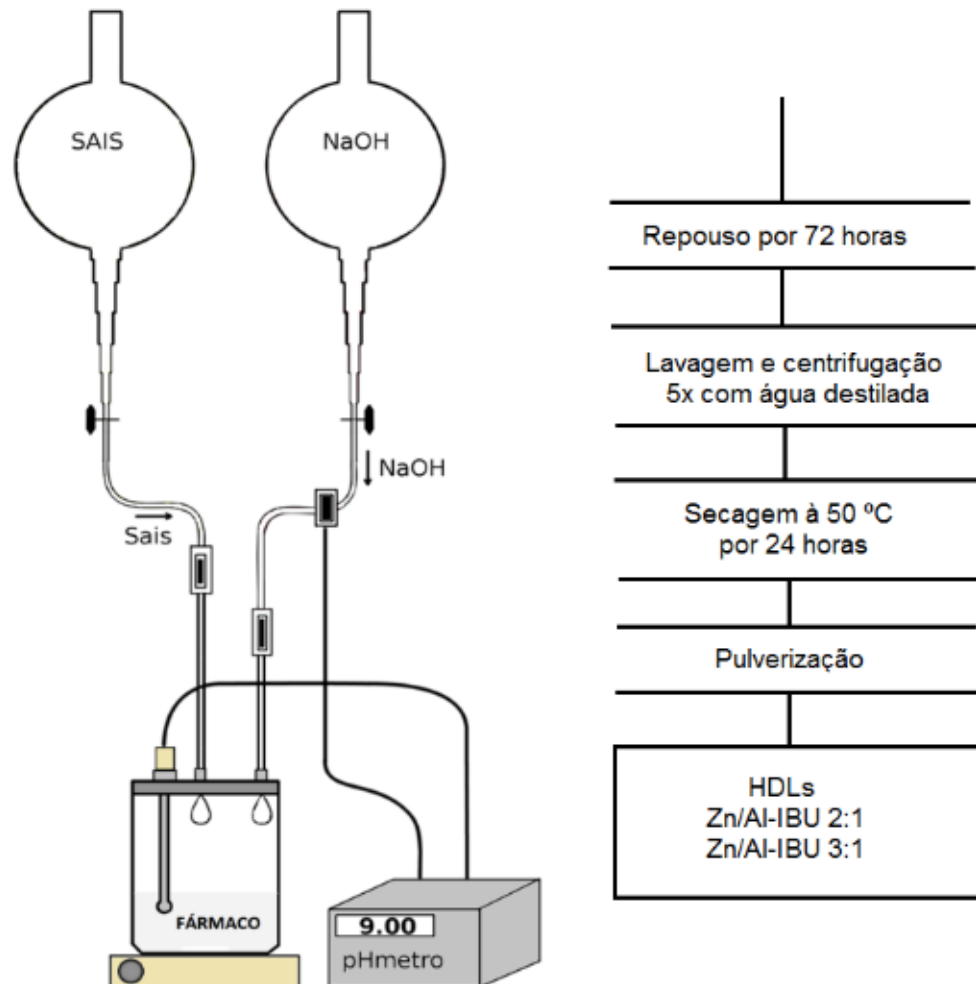 SAIS
NaOH
NaOH
Sais
FÁRMACO
9.00
pHmetro
Repouso por 72 horas
Lavagem e centrifugação
5x com água destilada
Secagem à 50 ºC
por 24 horas
Pulverização
HDLs
Zn/Al-IBU 2:1
Zn/Al-IBU 3:1